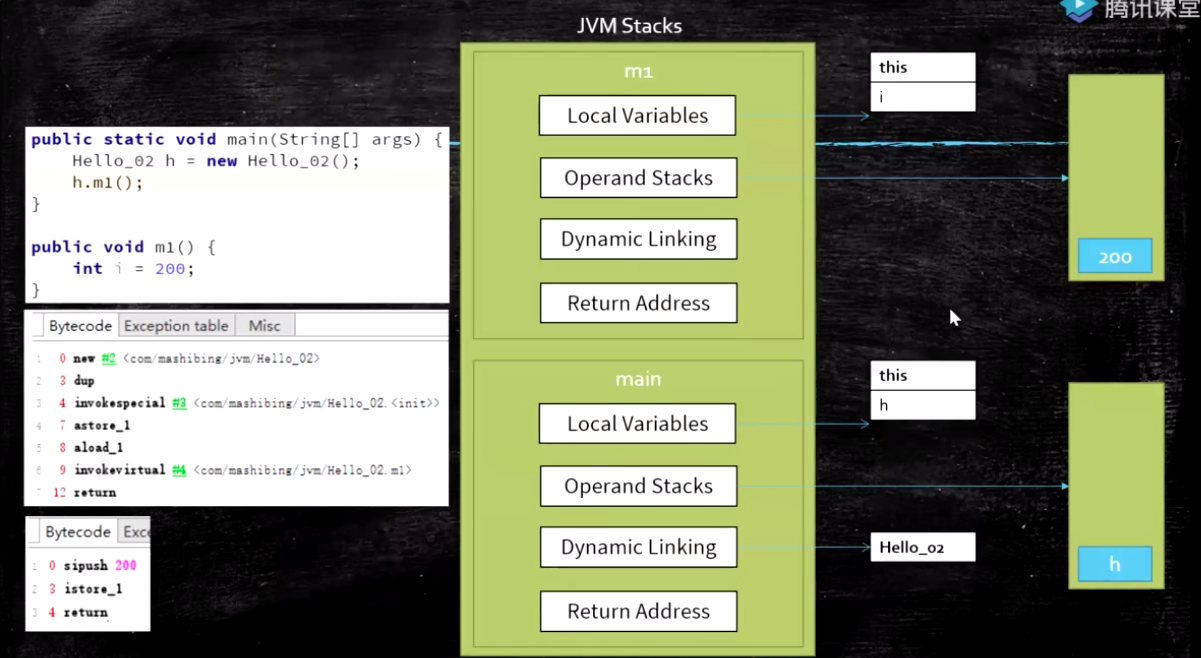 腾讯课堂
JVM Stacks
public static void main(String[] args) {
Hello_02 h = new Hello_02();
h.m1();
}
public void m1() {
int i = 200;
}
Bytecode Exception table Misc
1 0 new #2 <com/mashibing/jvm/Hello_02>
2 3 dup
3 4 invokespecial #3 <com/mashibing/jvm/Hello_02.<init>>
4 7 astore_1
5 8 aload_1
6 9 invokevirtual #4 <com/mashibing/jvm/Hello_02.m1>
7 12 return
Bytecode Exce
1 0 sipush 200
2 3 istore_1
3 4 return
m1
Local Variables
Operand Stacks
Dynamic Linking
Return Address
this
i
200
main
Local Variables
Operand Stacks
Dynamic Linking
Return Address
this
h
Hello_02
h